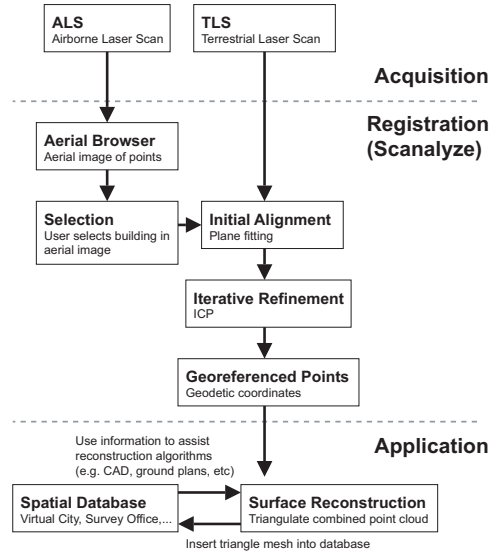 ALS
Airborne Laser Scan
TLS
Terrestrial Laser Scan
Acquisition
Registration
(Scanalyze)
Aerial Browser
Aerial image of points
Selection
User selects building in
aerial image
Initial Alignment
Plane fitting
Iterative Refinement
ICP
Georeferenced Points
Geodetic coordinates
Application
Use information to assist
reconstruction algorithms
(e.g. CAD, ground plans, etc)
Spatial Database
Virtual City, Survey Office,...
Surface Reconstruction
Triangulate combined point cloud
Insert triangle mesh into database